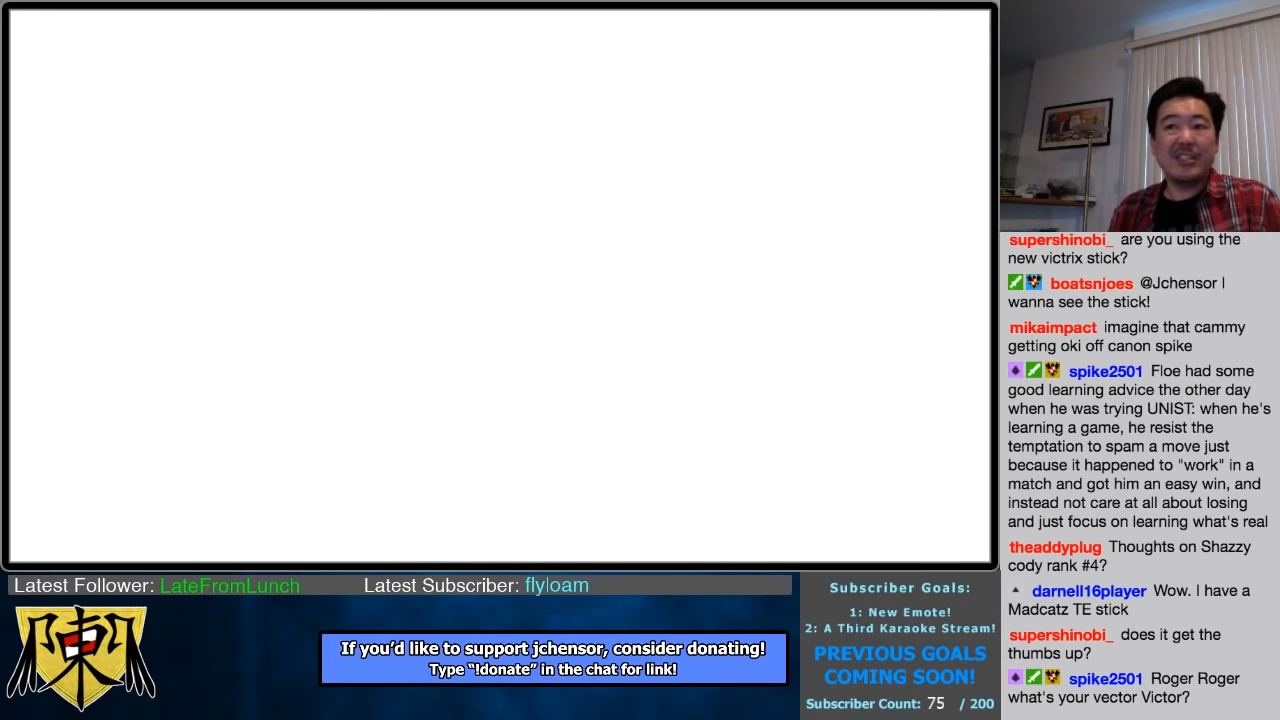 supershinobi_ are you using the
new victrix stick?
boatsnjoes @Jchensor I
wanna see the stick!
mikaimpact imagine that cammy
getting oki off canon spike
spike2501 Floe had some
good learning advice the other day
when he was trying UNIST: when he's
learning a game, he resist the
temptation to spam a move just
because it happened to "work" in a
match and got him an easy win, and
instead not care at all about losing
and just focus on learning what's real
theaddyplug Thoughts on Shazzy
cody rank #4?
darnell16player Wow. I have a
Madcatz TE stick
supershinobi_ does it get the
thumbs up?
spike2501 Roger Roger
what's your vector Victor?
Latest Follower: LateFromLunch
Latest Subscriber: flyloam
If you'd like to support jchensor, consider donating!
Type "!donate" in the chat for link!
Subscriber Goals:
1: New Emote!
2: A Third Karaoke Stream!
PREVIOUS GOALS
COMING SOON!
Subscriber Count: 75 / 200